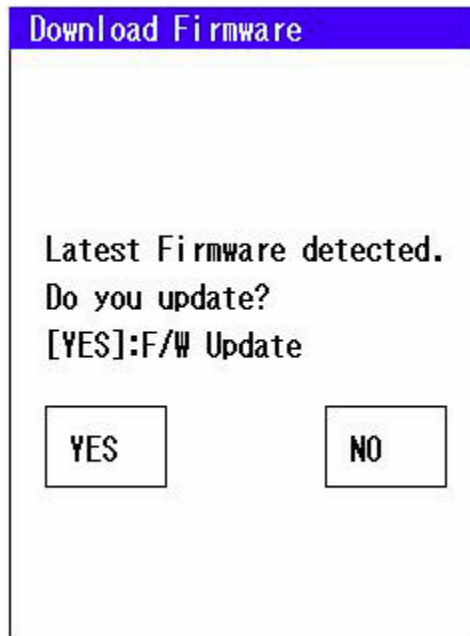 Download Firmware
Latest Firmware detected.
Do you update?
[YES]:F/W Update
YES
NO